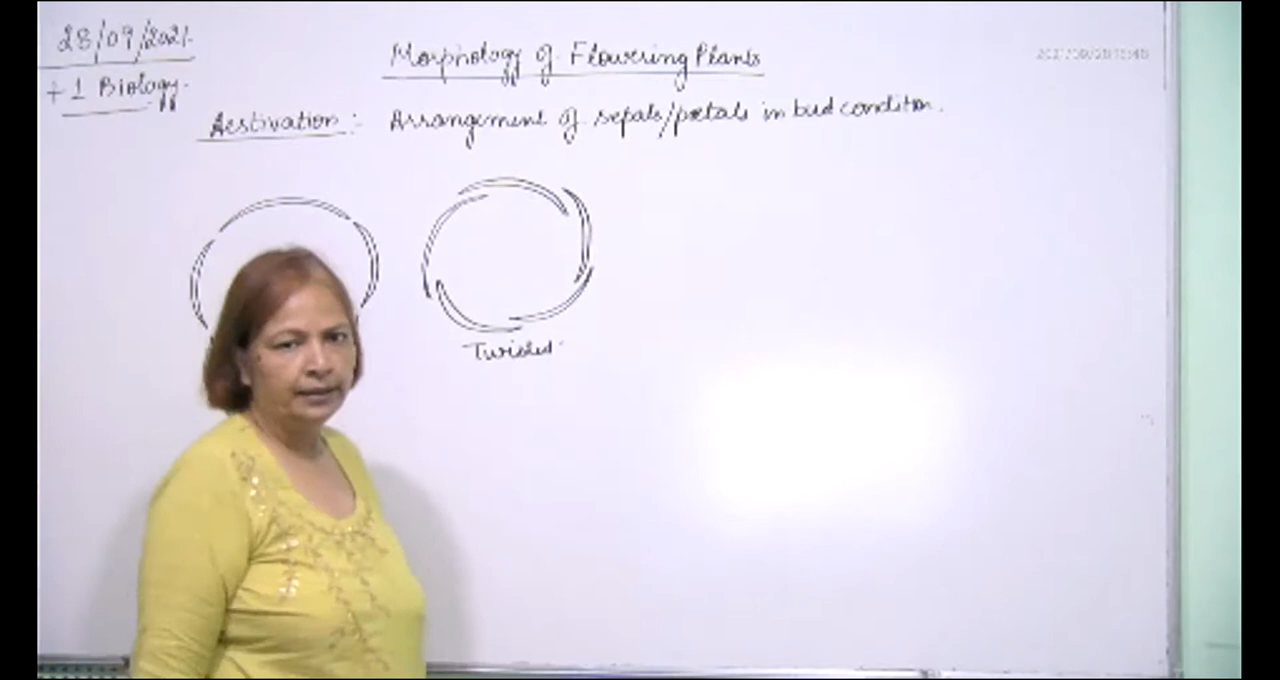 28/09/2021.
+1 Biology.
Morphology of Flowering Plants
Aestivation: Arrangement of sepals/petals in bud condition.
Twisted.